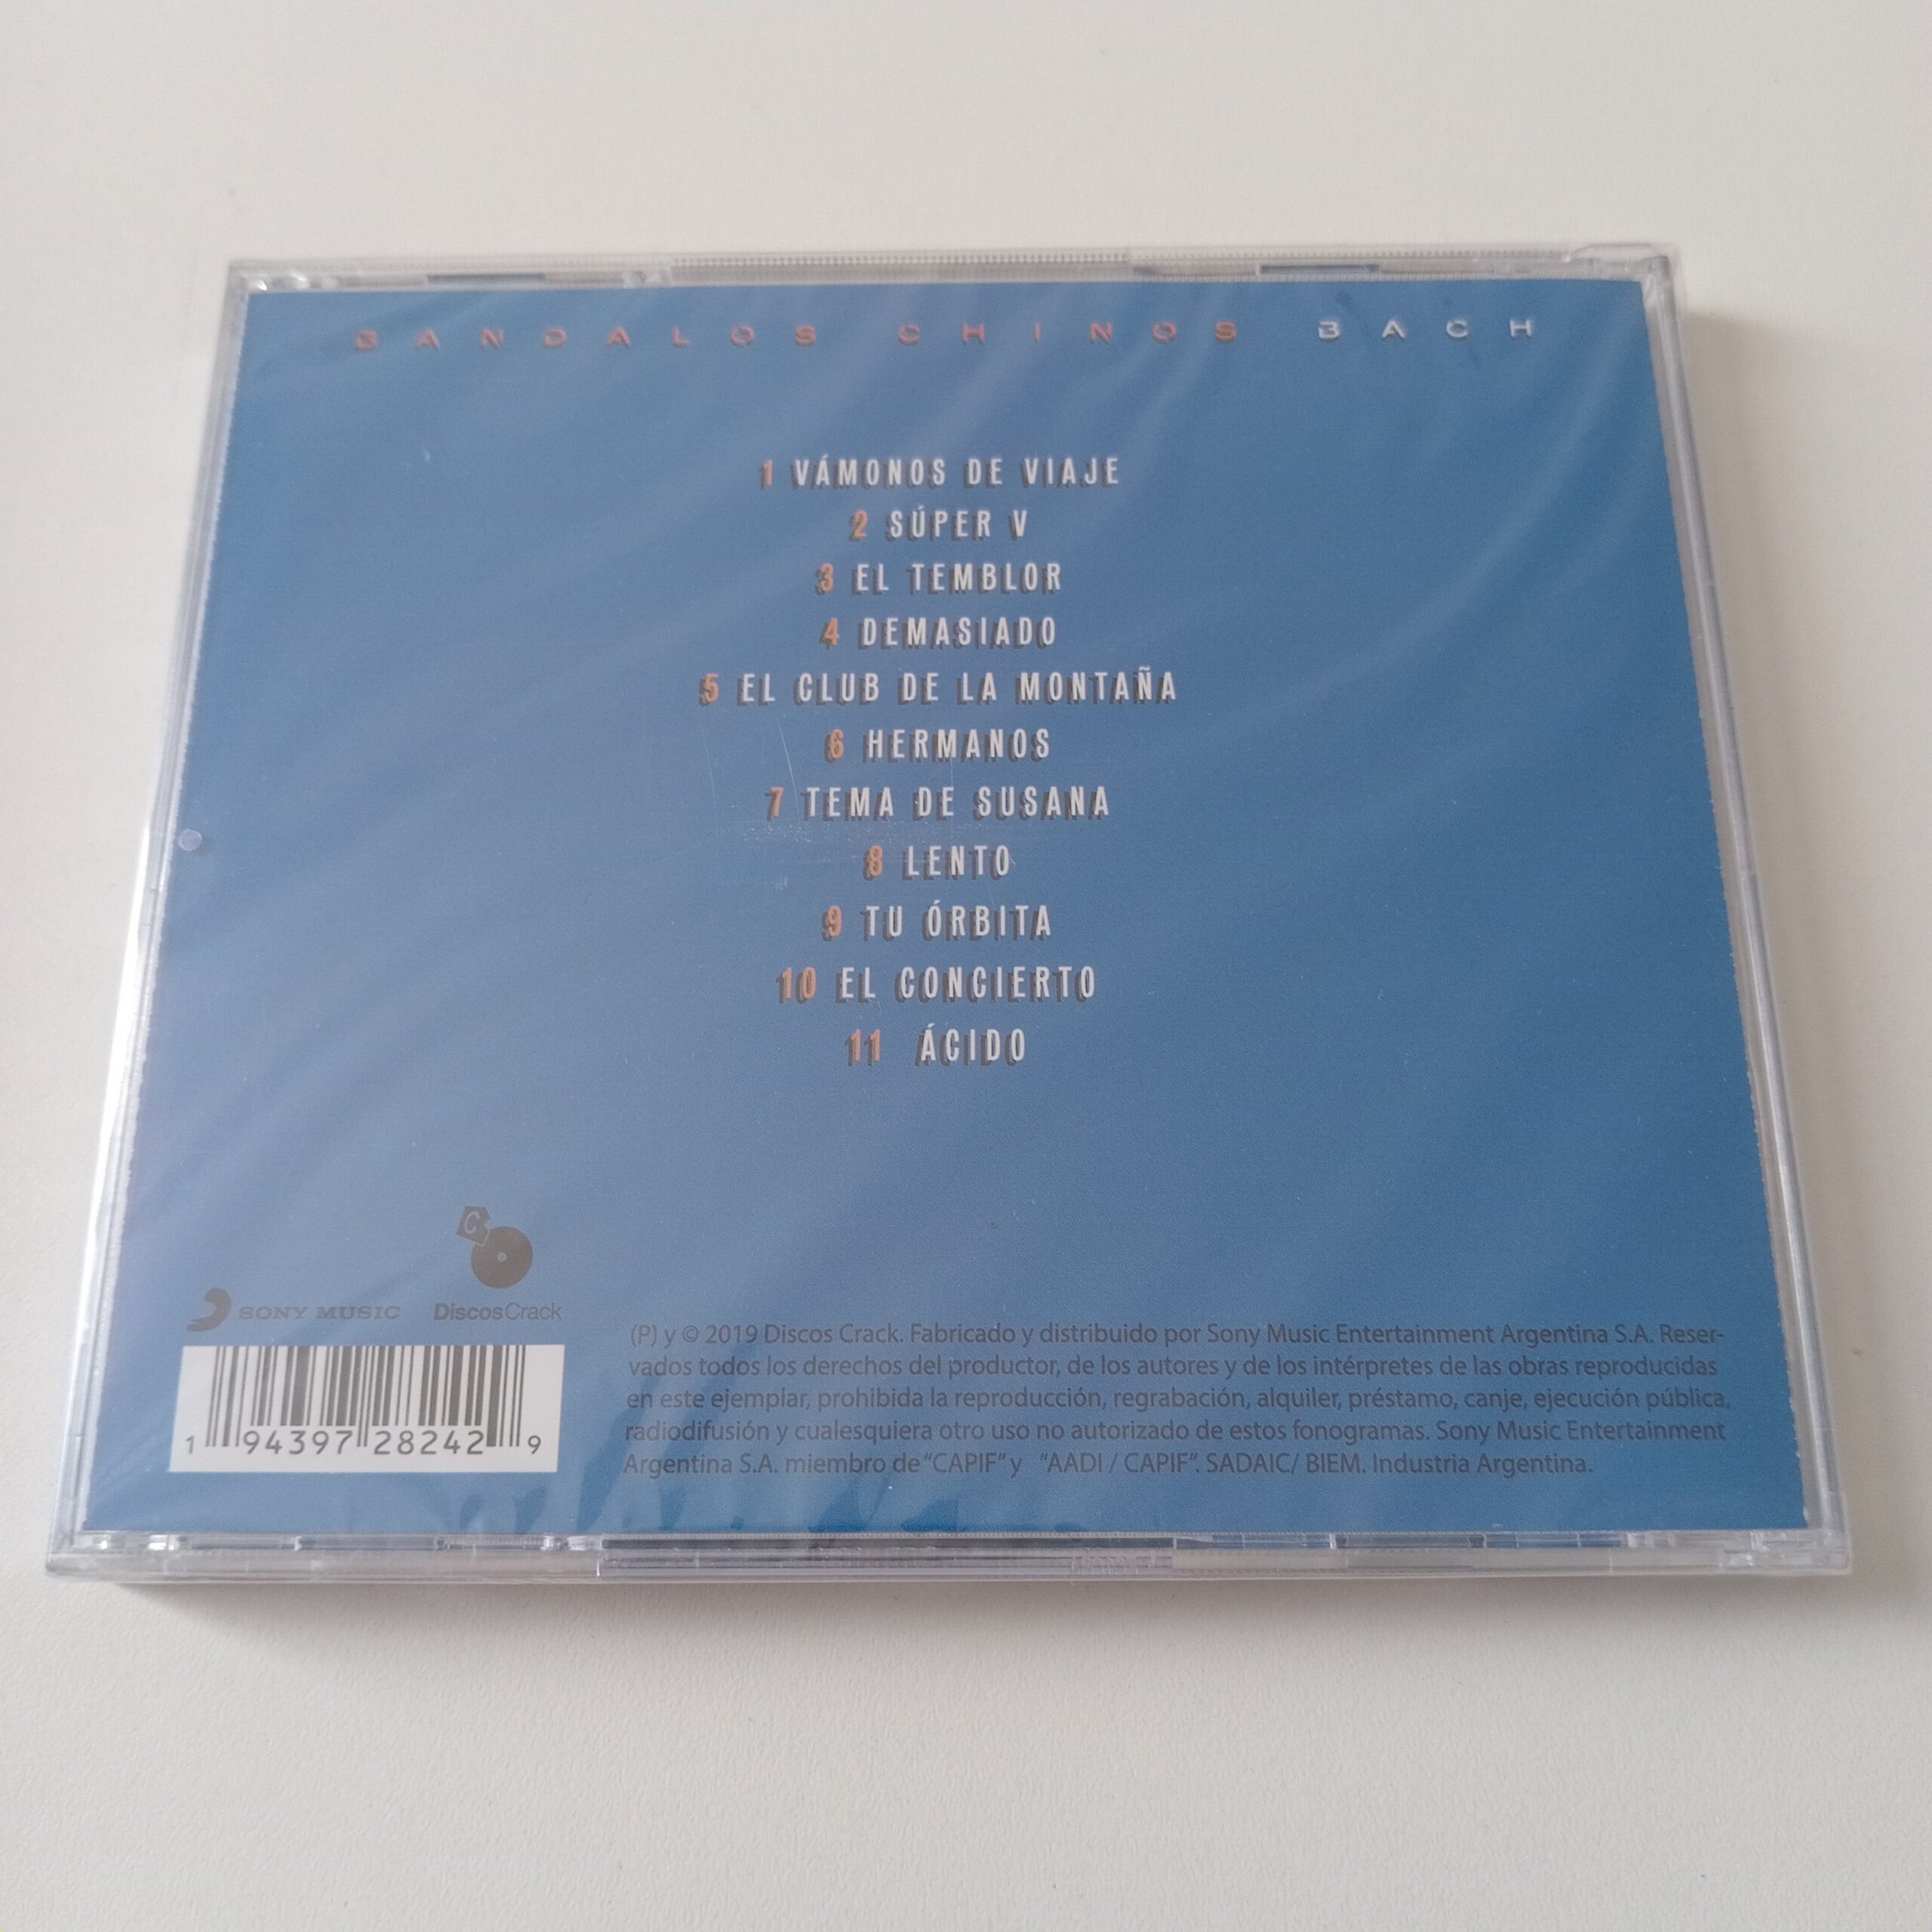 BANDALOS CHINOS BACH
1 VÁMONOS DE VIAJE
2 SÚPER V
3 EL TEMBLOR
4 DEMASIADO
5 EL CLUB DE LA MONTAÑA
6 HERMANOS
7 TEMA DE SUSANA
8 LENTO
9 TU ÓRBITA
10 EL CONCIERTO
11 ÁCIDO
C
SONY MUSIC
DiscosCrack
1 94397 28242 9
(P) y © 2019 Discos Crack. Fabricado y distribuido por Sony Music Entertainment Argentina S.A. Reser-
vados todos los derechos del productor, de los autores y de los intérpretes de las obras reproducidas
en este ejemplar, prohibida la reproducción, regrabación, alquiler, préstamo, canje, ejecución pública,
radiodifusión y cualesquiera otro uso no autorizado de estos fonogramas. Sony Music Entertainment
Argentina S.A. miembro de "CAPIF" y "AADI / CAPIF". SADAIC/ BIEM. Industria Argentina.